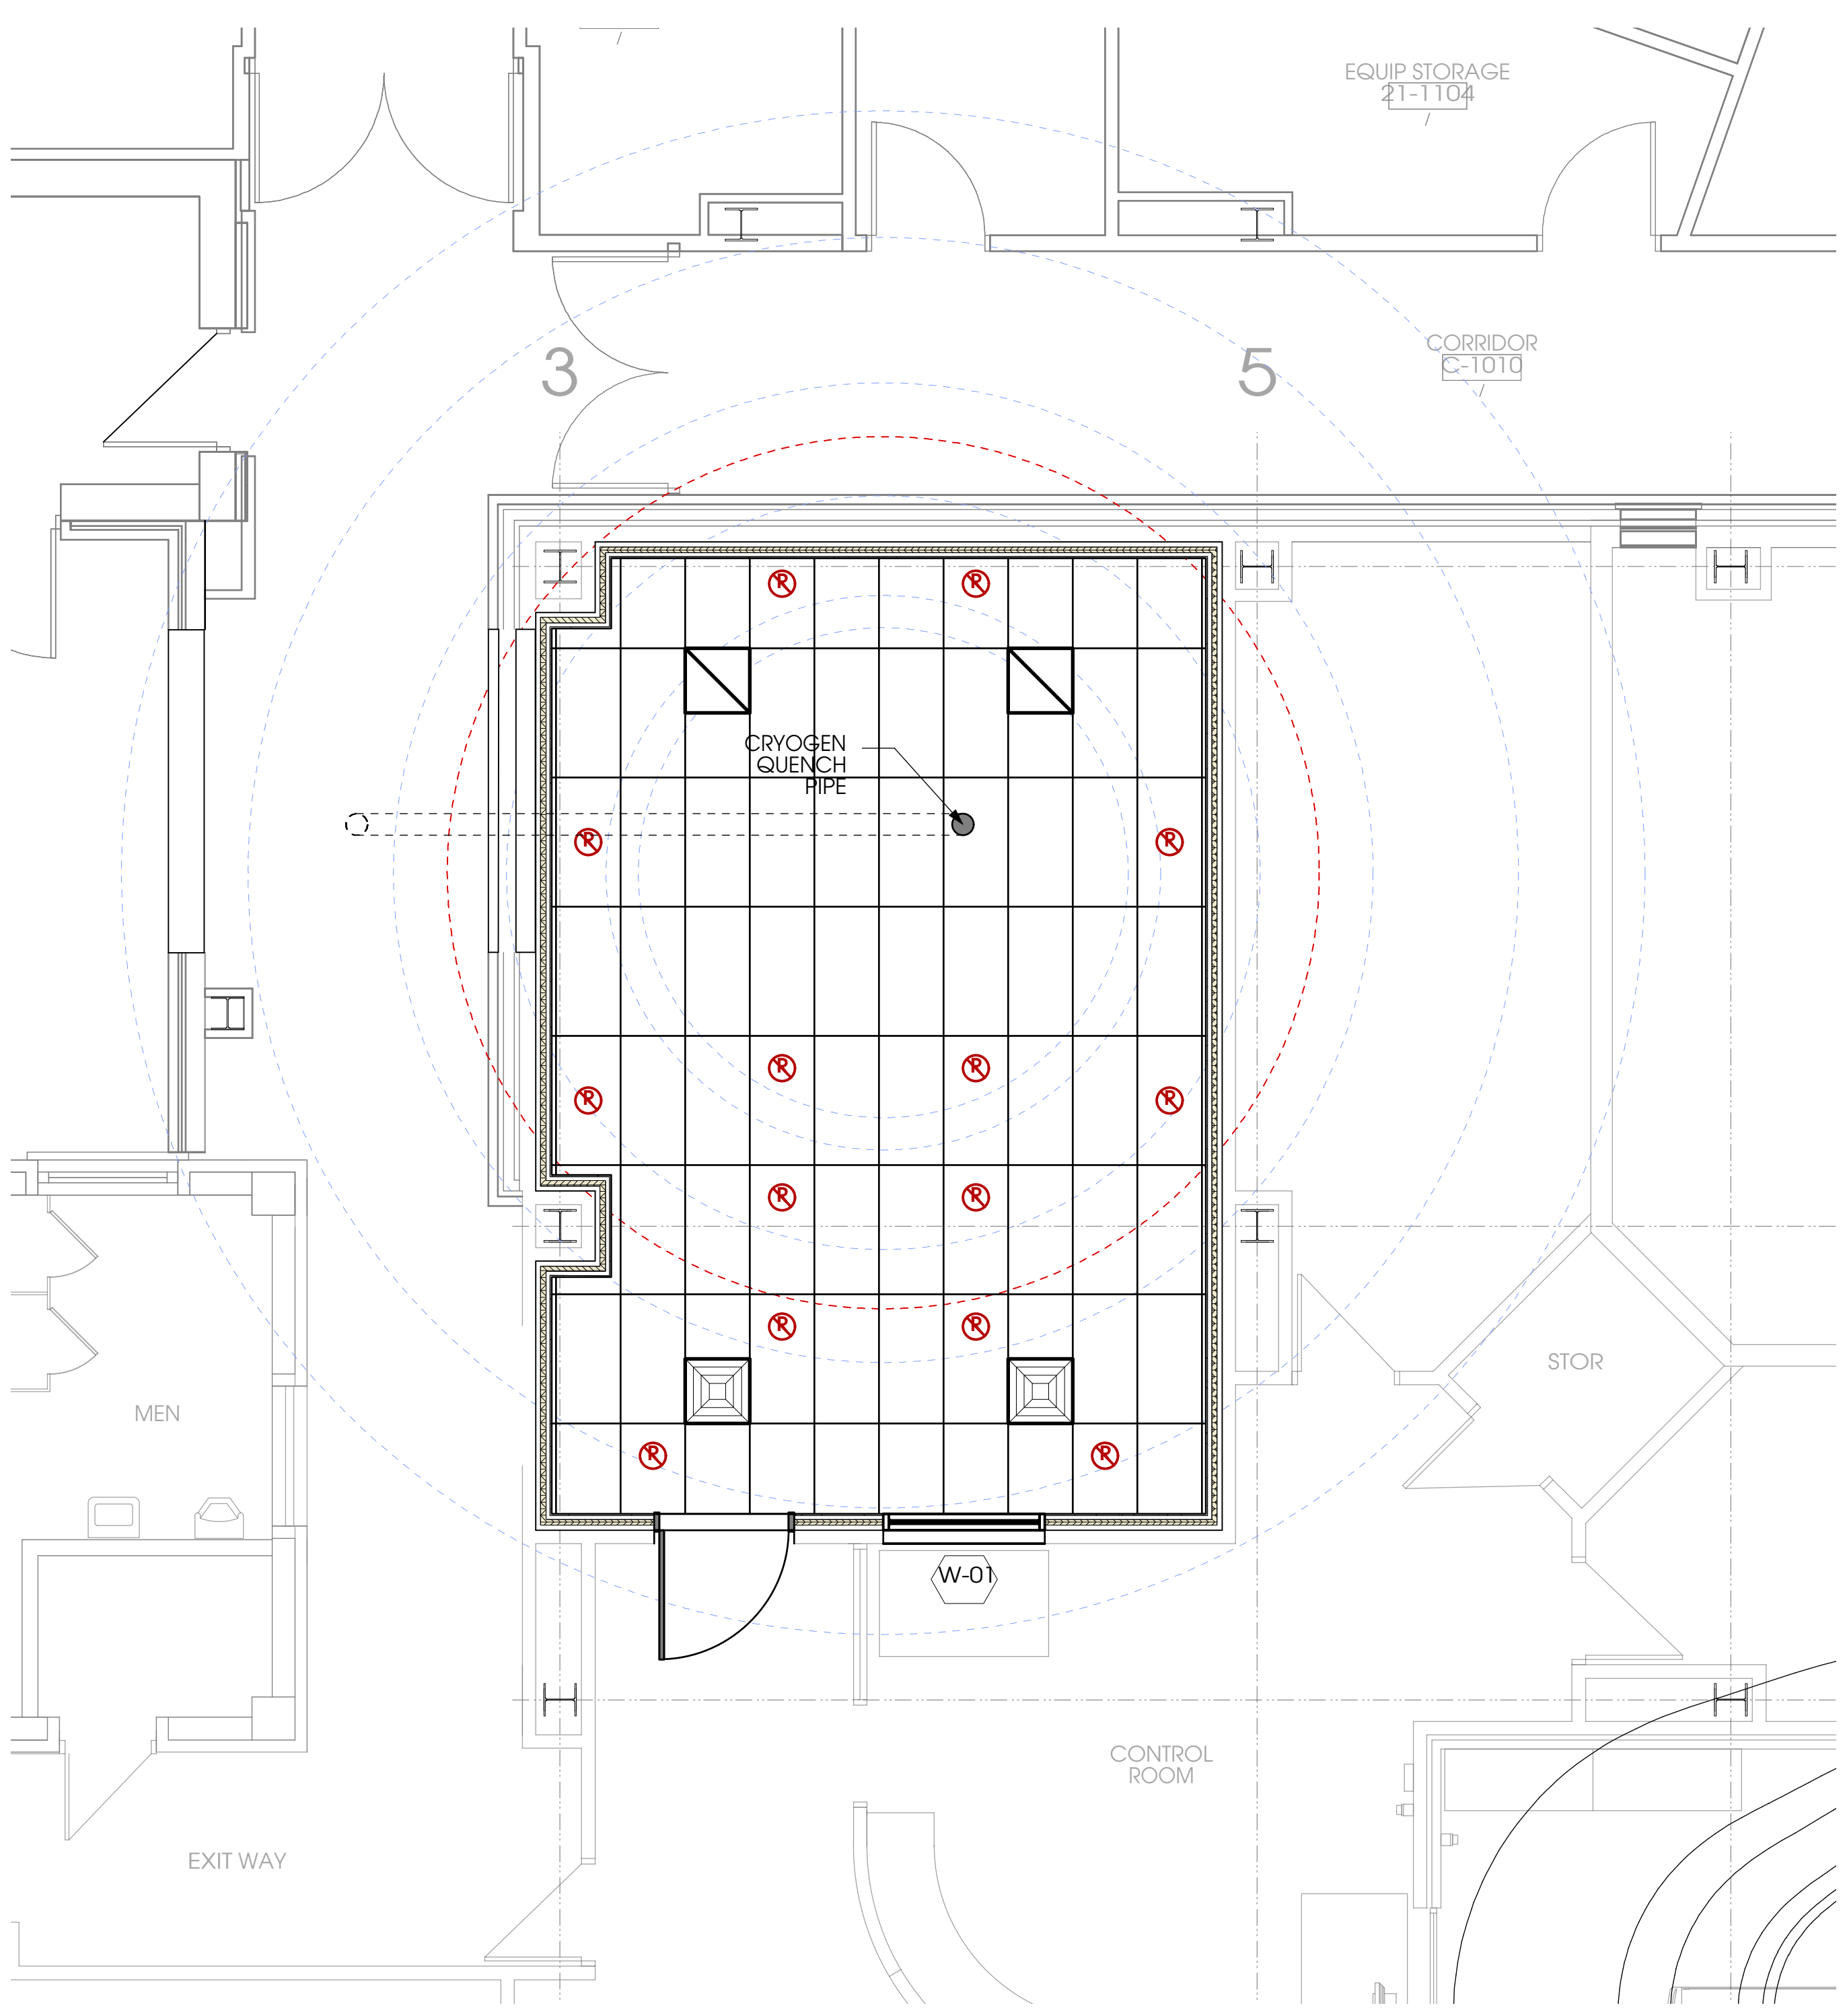 EQUIP STORAGE
21-1104
CORRIDOR
C-1010
3
5
R
R
CRYOGEN
QUENCH
PIPE
R
R
R
R
R
R
R
R
R
R
STOR
MEN
R
R
W-01
CONTROL
ROOM
EXIT WAY